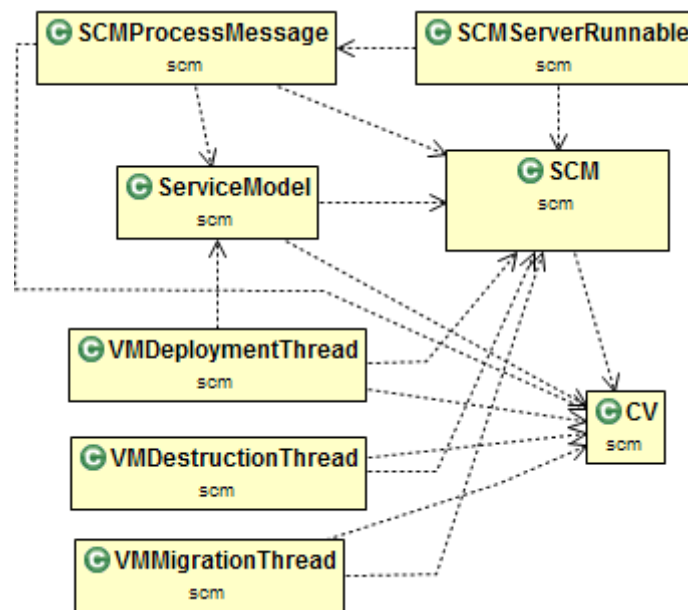 C SCMProcessMessage
scm
C SCMServerRunnable
scm
C ServiceModel
scm
C SCM
scm
C VMDeploymentThread
scm
C CV
scm
C VMDestructionThread
scm
C VMMigrationThread
scm